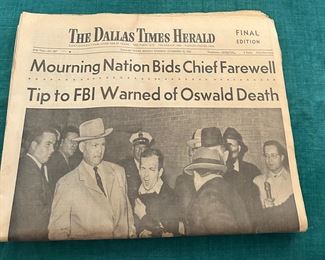 THE DALLAS TIMES HERALD
FINAL
EDITION
Mourning Nation Bids Chief Farewell
Tip to FBI Warned of Oswald Death